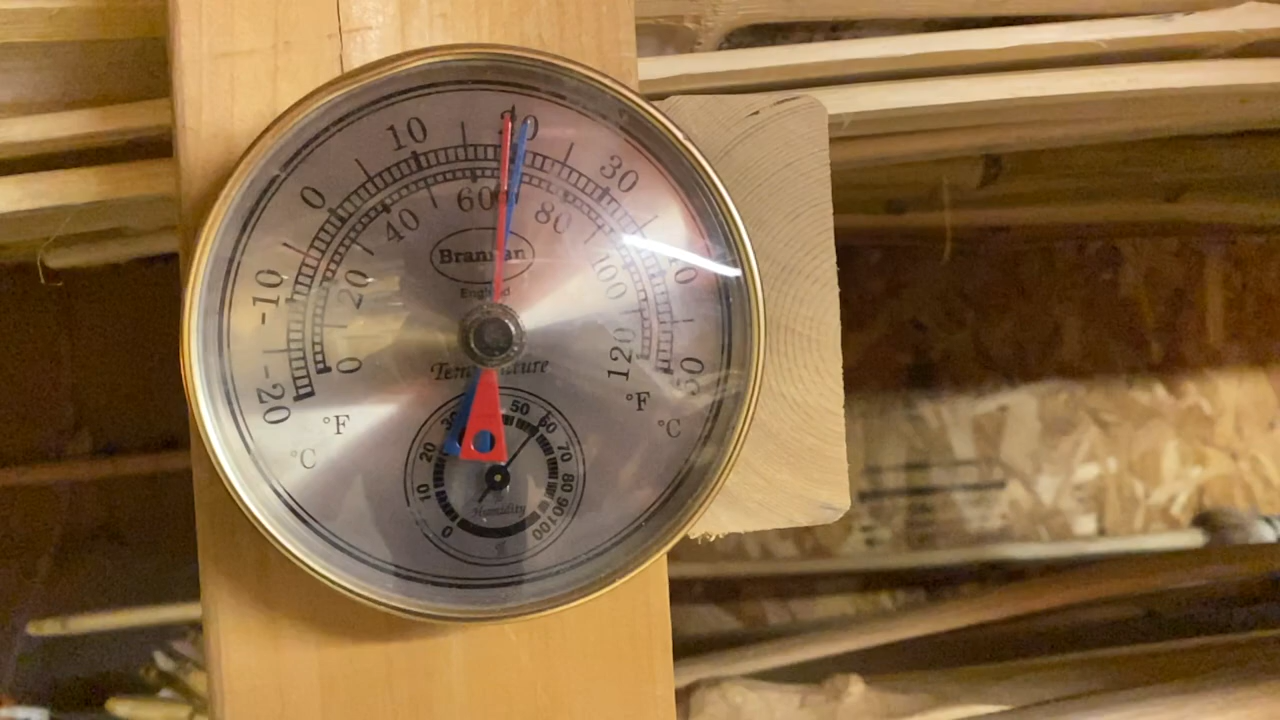 -20 -10 0 10 20 30 40 50
0 20 40 60 80 100 120
Brannan
England
Temperature
°F °F
°C °C
0 10 20 30 50 60 70 80 90 100
Humidity